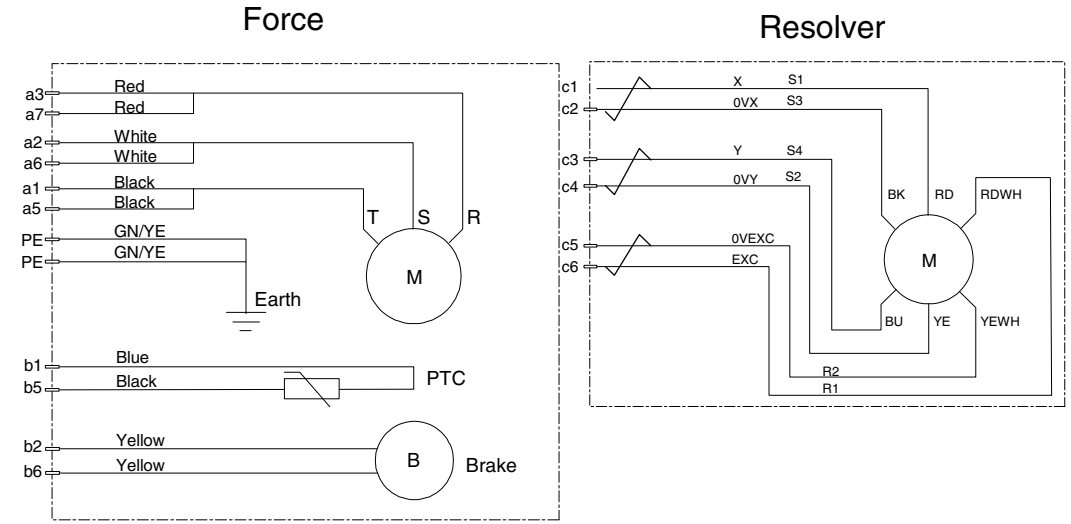 Force
a3 Red
a7 Red
a2 White
a6 White
a1 Black
a5 Black
T S R
PE GN/YE
PE GN/YE
M
Earth
b1 Blue
b5 Black
PTC
b2 Yellow
b6 Yellow
B Brake
Resolver
c1 X S1
c2 0VX S3
c3 Y S4
c4 0VY S2
BK RD RDWH
c5 0VEXC
c6 EXC
M
BU YE YEWH
R2
R1